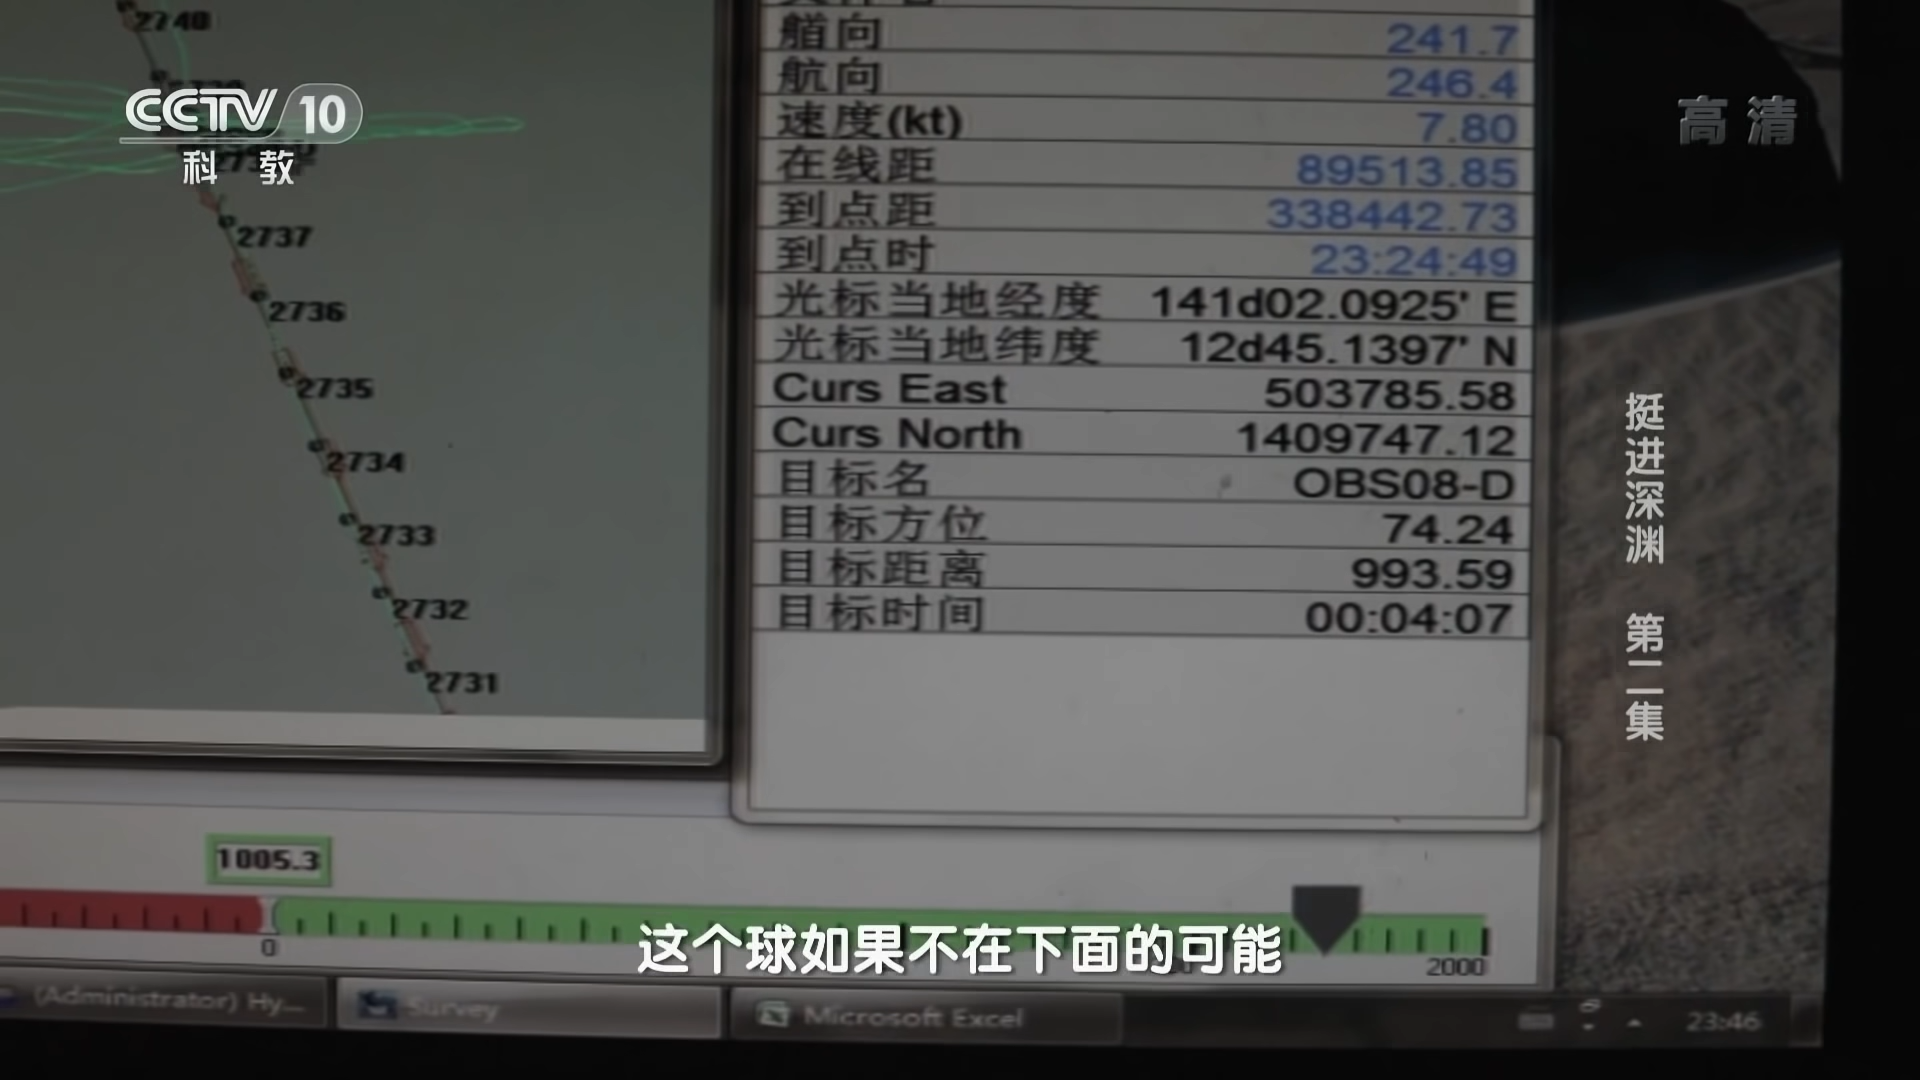 2740
CCTV 10
科 教
高 清
2737
2736
2735
2734
2733
2732
2731
艏向 241.7
航向 246.4
速度(kt) 7.80
在线距 89513.85
到点距 338442.73
到点时 23:24:49
光标当地经度 141d02.0925' E
光标当地纬度 12d45.1397' N
Curs East 503785.58
Curs North 1409747.12
目标名 OBS08-D
目标方位 74.24
目标距离 993.59
目标时间 00:04:07
挺进深渊 第二集
1005.3
0
2000
这个球如果不在下面的可能
(Administrator) Hy...
Survey
Microsoft Excel
23:46